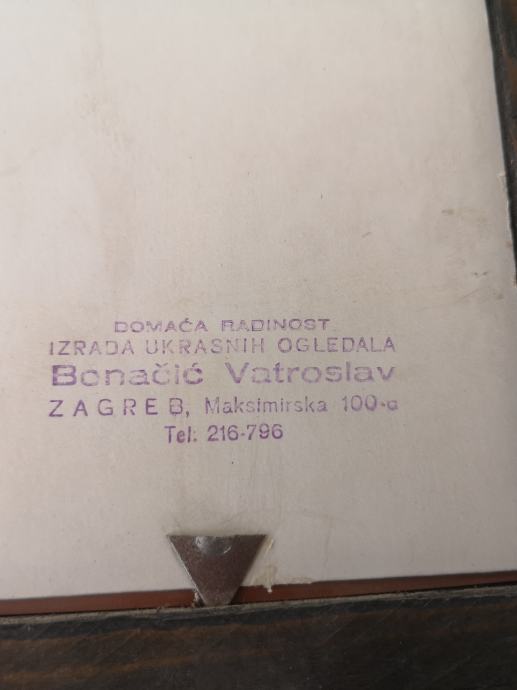 DOMAĆA RADINOST
IZRADA UKRASNIH OGLEDALA
Bonačić Vatroslav
ZAGREB, Maksimirska 100-a
Tel: 216-796